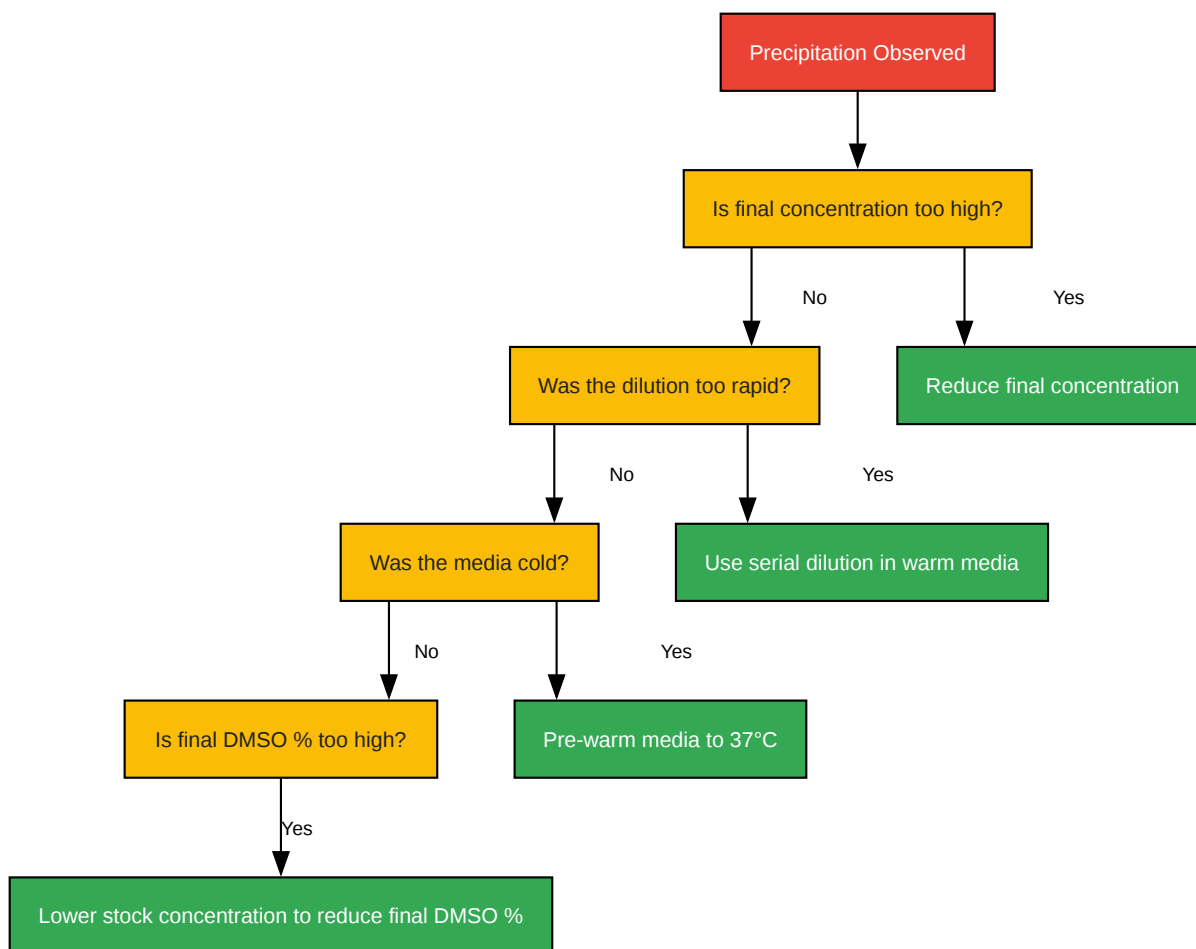 Precipitation Observed
Is final concentration too high?
No
Yes
Was the dilution too rapid?
Reduce final concentration
No
Yes
Was the media cold?
Use serial dilution in warm media
No
Yes
Is final DMSO % too high?
Pre-warm media to 37°C
Yes
Lower stock concentration to reduce final DMSO %